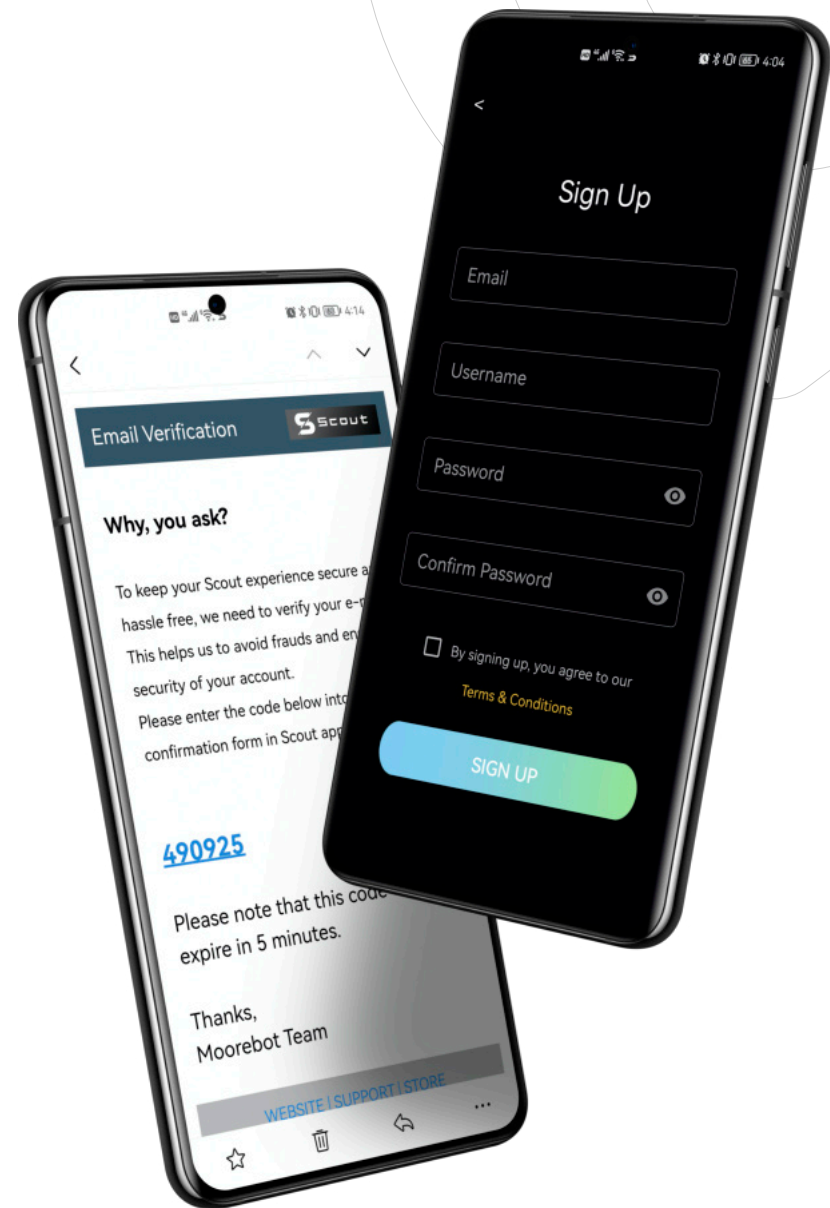 4:04
<
Sign Up
Email
Username
Password
Confirm Password
By signing up, you agree to our
Terms & Conditions
SIGN UP
4:14
Email Verification
Scout
Why, you ask?
To keep your Scout experience secure
hassle free, we need to verify your
This helps us to avoid frauds and
security of your account.
Please enter the code below into
confirmation form in Scout
490925
Please note that this code
expire in 5 minutes.
Thanks,
Moorebot Team
WEBSITE | SUPPORT | STORE